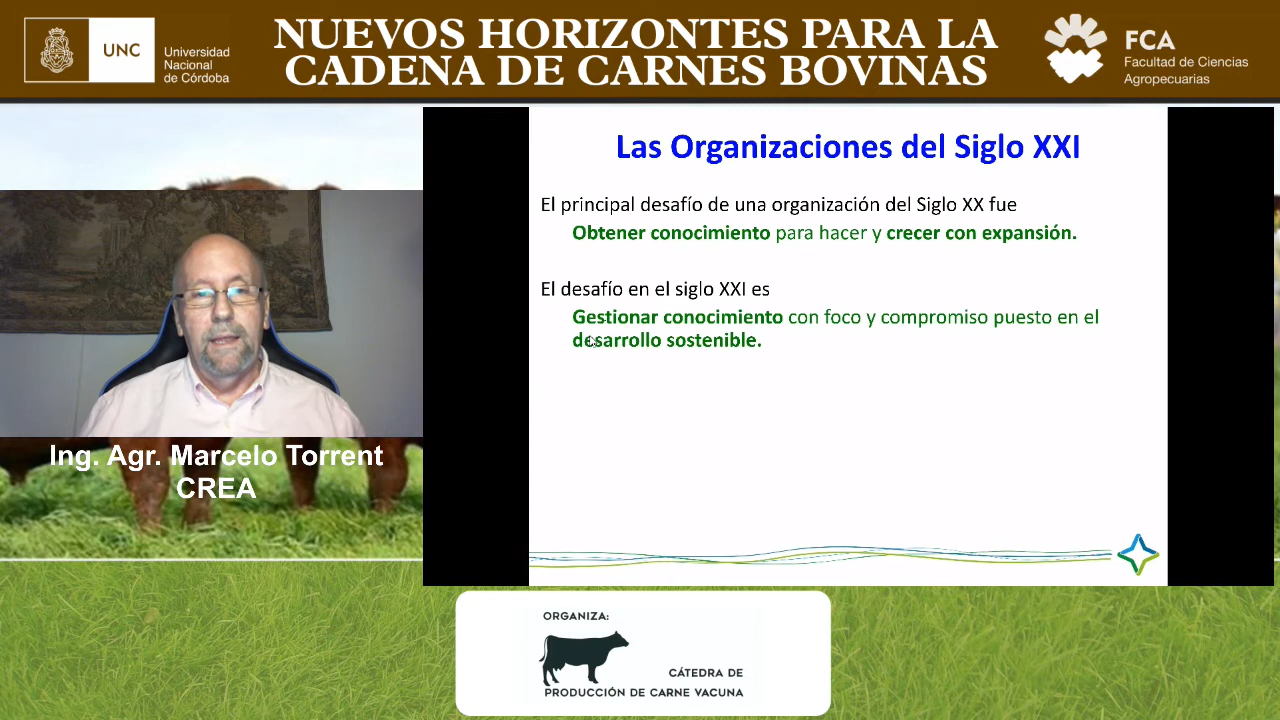 UNC
Universidad
Nacional
de Córdoba
NUEVOS HORIZONTES PARA LA
CADENA DE CARNES BOVINAS
FCA
Facultad de Ciencias
Agropecuarias
Las Organizaciones del Siglo XXI
El principal desafío de una organización del Siglo XX fue
Obtener conocimiento para hacer y crecer con expansión.
El desafío en el siglo XXI es
Gestionar conocimiento con foco y compromiso puesto en el
desarrollo sostenible.
Ing. Agr. Marcelo Torrent
CREA
ORGANIZA:
CÁTEDRA DE
PRODUCCIÓN DE CARNE VACUNA